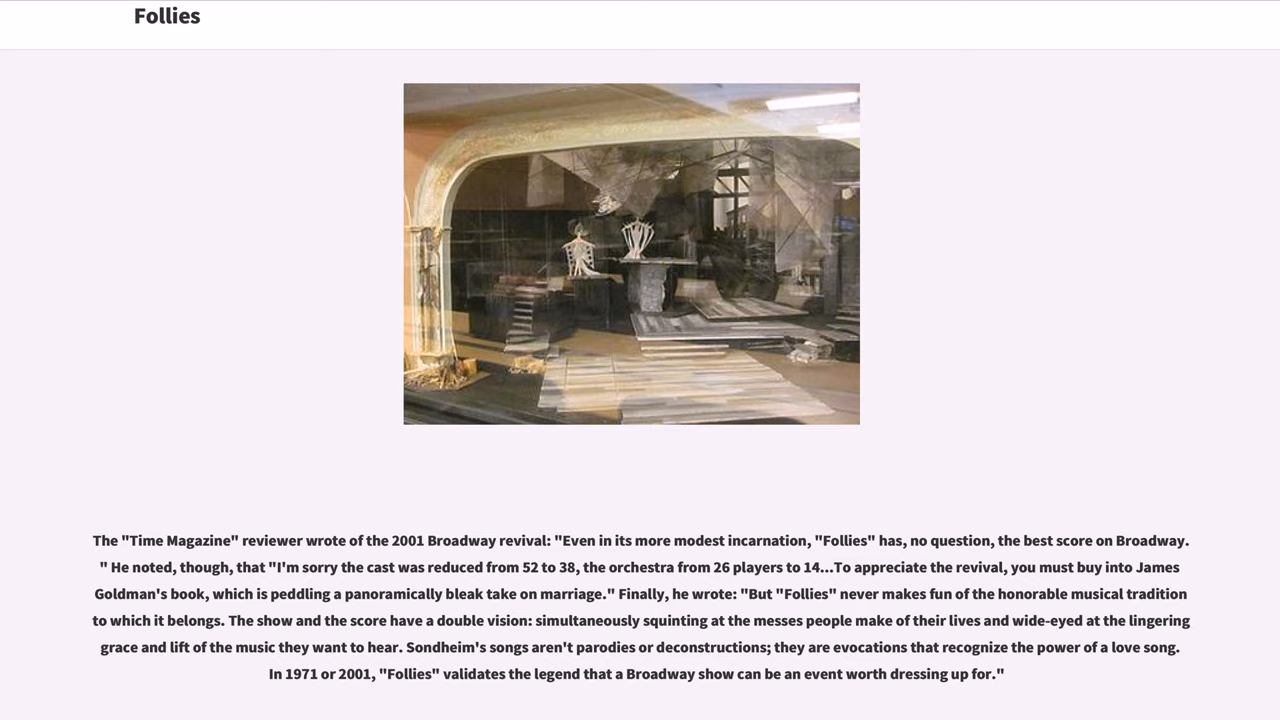 Follies
The "Time Magazine" reviewer wrote of the 2001 Broadway revival: "Even in its more modest incarnation, "Follies" has, no question, the best score on Broadway.
" He noted, though, that "I'm sorry the cast was reduced from 52 to 38, the orchestra from 26 players to 14...To appreciate the revival, you must buy into James
Goldman's book, which is peddling a panoramically bleak take on marriage." Finally, he wrote: "But "Follies" never makes fun of the honorable musical tradition
to which it belongs. The show and the score have a double vision: simultaneously squinting at the messes people make of their lives and wide-eyed at the lingering
grace and lift of the music they want to hear. Sondheim's songs aren't parodies or deconstructions; they are evocations that recognize the power of a love song.
In 1971 or 2001, "Follies" validates the legend that a Broadway show can be an event worth dressing up for."